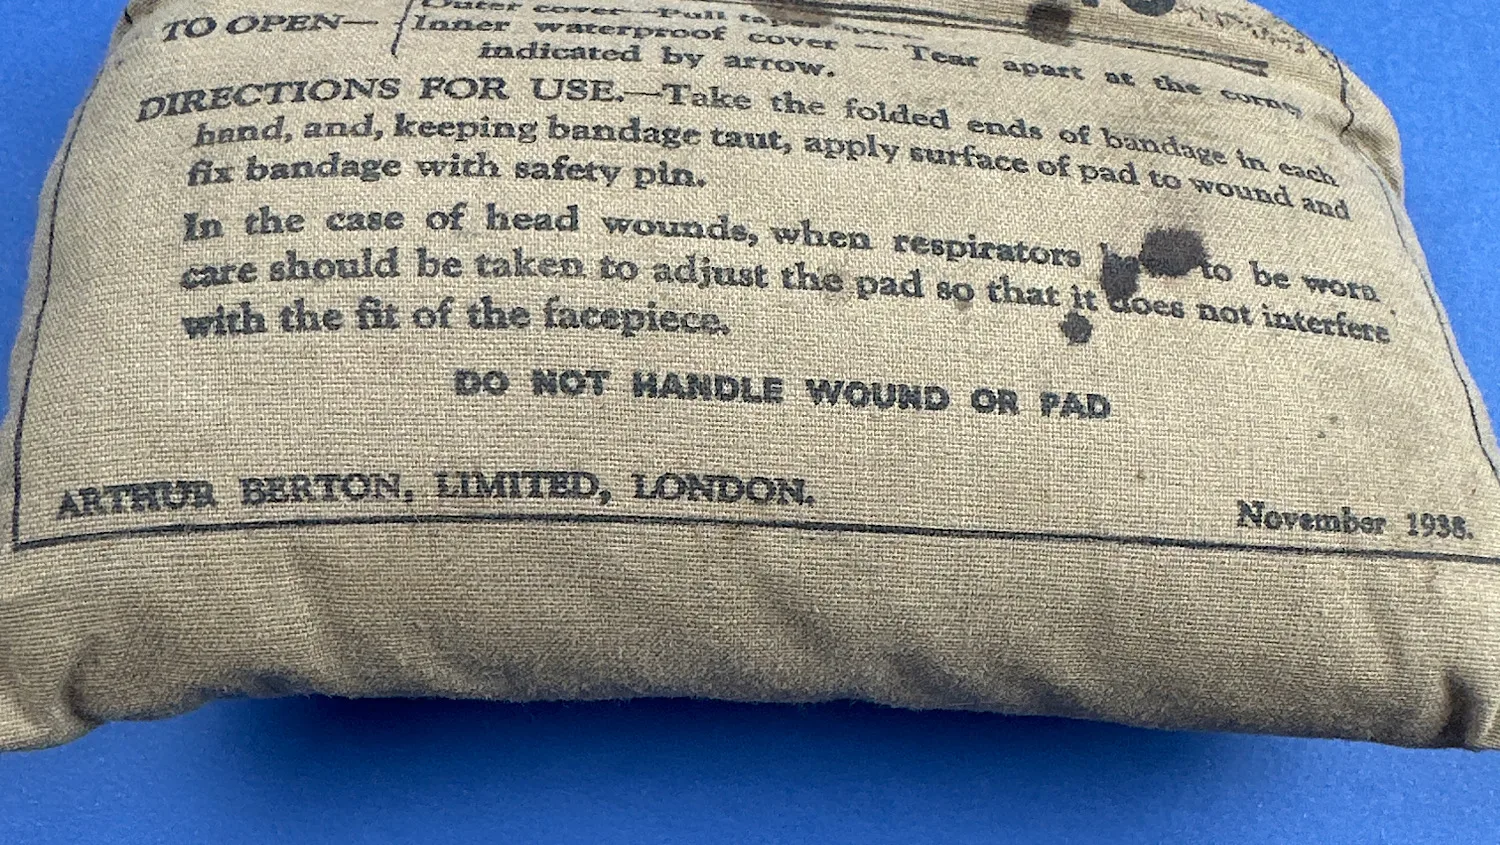 Outer cover—Pull
TO OPEN— Inner waterproof cover — Tear apart at the
indicated by arrow.
DIRECTIONS FOR USE.—Take the folded ends of bandage in each
hand, and, keeping bandage taut, apply surface of pad to wound and
fix bandage with safety pin.
In the case of head wounds, when respirators to be worn
care should be taken to adjust the pad so that it does not interfere
with the fit of the facepiece.
DO NOT HANDLE WOUND OR PAD
ARTHUR BERTON, LIMITED, LONDON.
November 1938.